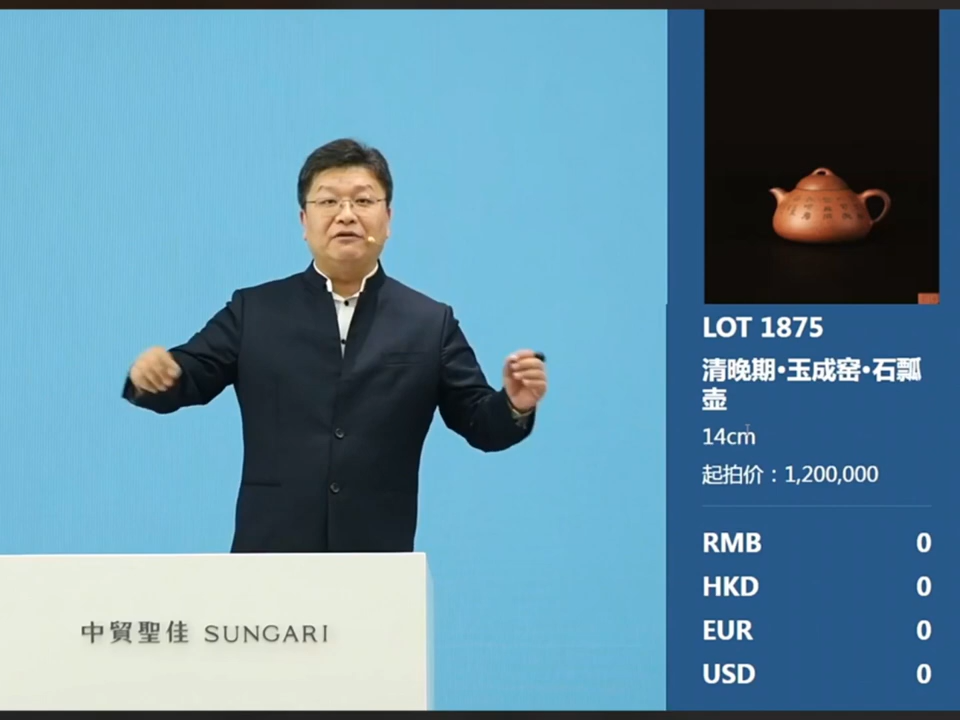 中貿聖佳 SUNGARI
LOT 1875
清晚期•玉成窑•石瓢
壶
14cm
起拍价：1,200,000
RMB 0
HKD 0
EUR 0
USD 0